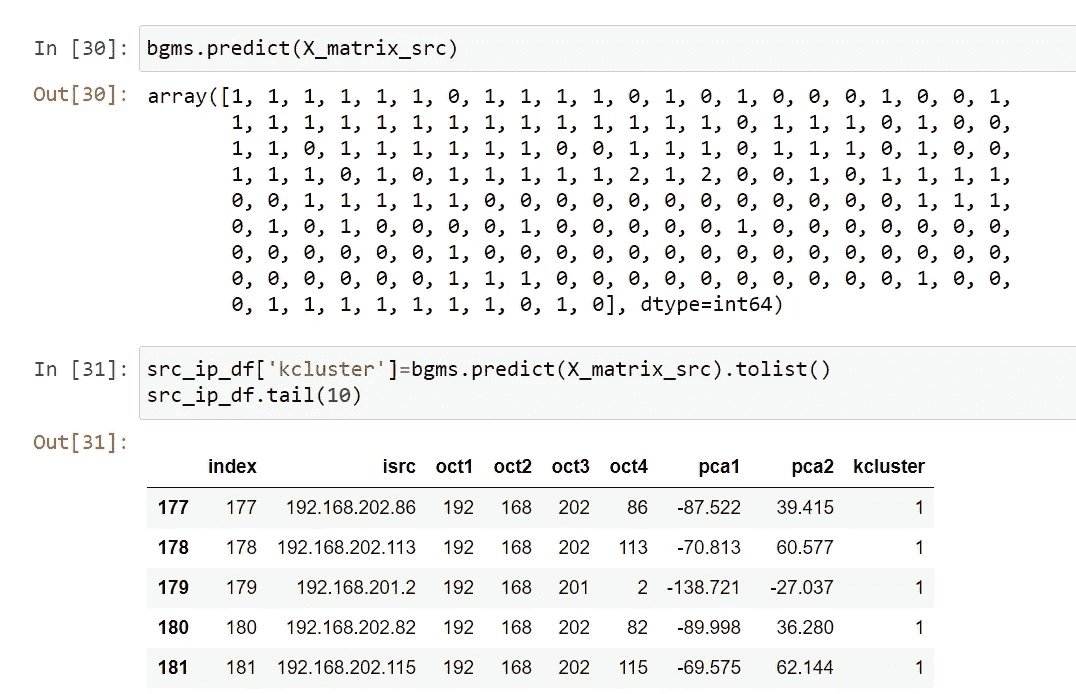 In [30]: bgms.predict(X_matrix_src)
Out[30]: array([1, 1, 1, 1, 1, 1, 0, 1, 1, 1, 1, 0, 1, 0, 1, 0, 0, 0, 1, 0, 0, 1,
1, 1, 1, 1, 1, 1, 1, 1, 1, 1, 1, 1, 1, 1, 0, 1, 1, 1, 0, 1, 0, 0,
1, 1, 0, 1, 1, 1, 1, 1, 1, 0, 0, 1, 1, 1, 0, 1, 1, 1, 0, 1, 0, 0,
1, 1, 1, 0, 1, 0, 1, 1, 1, 1, 1, 2, 1, 2, 0, 0, 1, 0, 1, 1, 1, 1,
0, 0, 1, 1, 1, 1, 1, 0, 0, 0, 0, 0, 0, 0, 0, 0, 0, 0, 0, 1, 1, 1,
0, 1, 0, 1, 0, 0, 0, 0, 1, 0, 0, 0, 0, 0, 1, 0, 0, 0, 0, 0, 0, 0,
0, 0, 0, 0, 0, 0, 1, 0, 0, 0, 0, 0, 0, 0, 0, 0, 0, 0, 0, 0, 0, 0,
0, 0, 0, 0, 0, 0, 1, 1, 1, 0, 0, 0, 0, 0, 0, 0, 0, 0, 0, 1, 0, 0,
0, 1, 1, 1, 1, 1, 1, 1, 0, 1, 0], dtype=int64)
In [31]: src_ip_df['kcluster']=bgms.predict(X_matrix_src).tolist()
src_ip_df.tail(10)
Out[31]:
index isrc oct1 oct2 oct3 oct4 pca1 pca2 kcluster
177 177 192.168.202.86 192 168 202 86 -87.522 39.415 1
178 178 192.168.202.113 192 168 202 113 -70.813 60.577 1
179 179 192.168.201.2 192 168 201 2 -138.721 -27.037 1
180 180 192.168.202.82 192 168 202 82 -89.998 36.280 1
181 181 192.168.202.115 192 168 202 115 -69.575 62.144 1